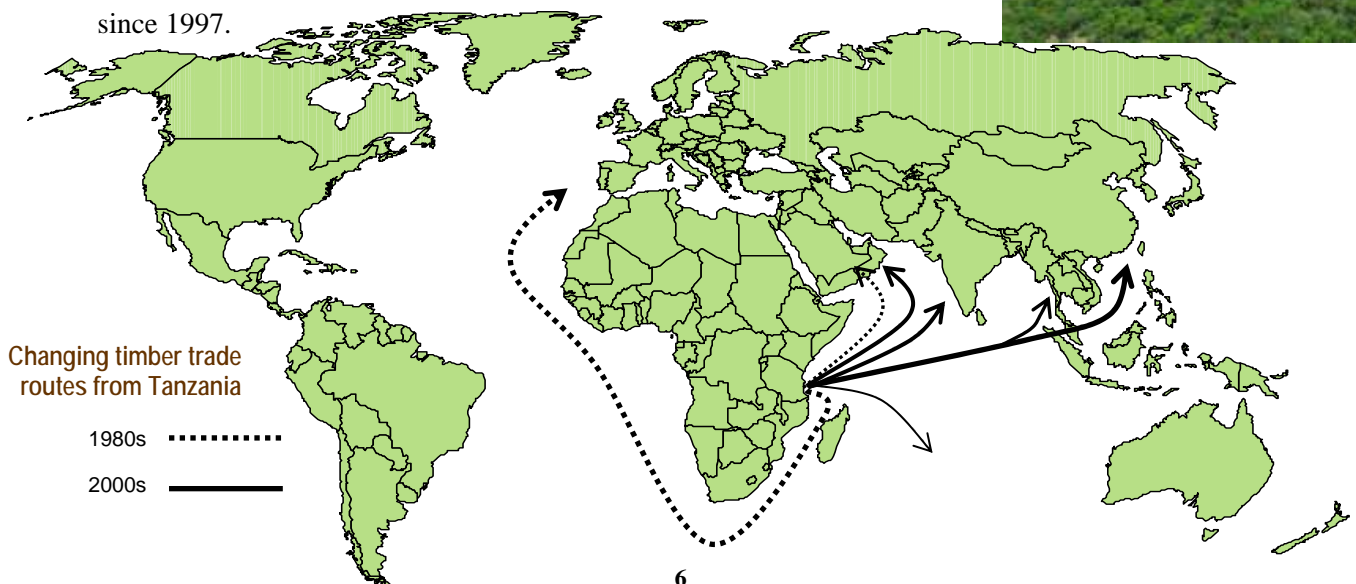 since 1997.
Changing timber trade
routes from Tanzania
1980s
2000s
6